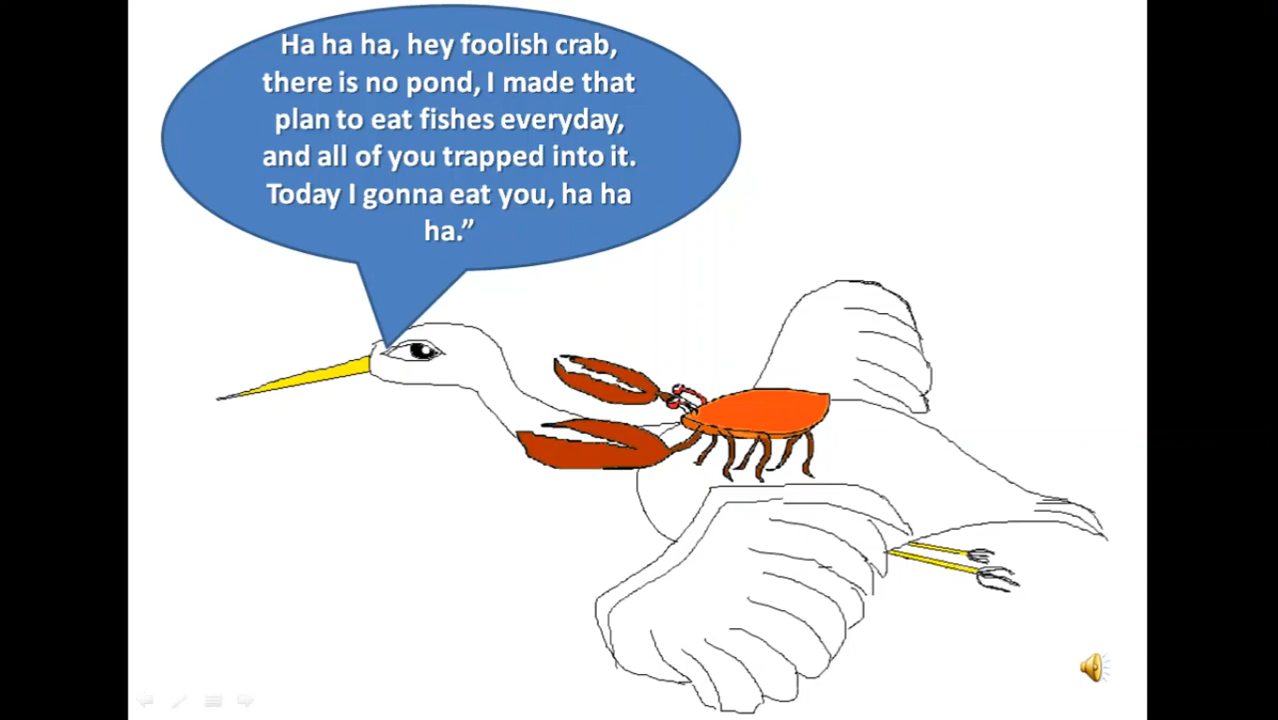 Ha ha ha, hey foolish crab,
there is no pond, I made that
plan to eat fishes everyday,
and all of you trapped into it.
Today I gonna eat you, ha ha
ha.”